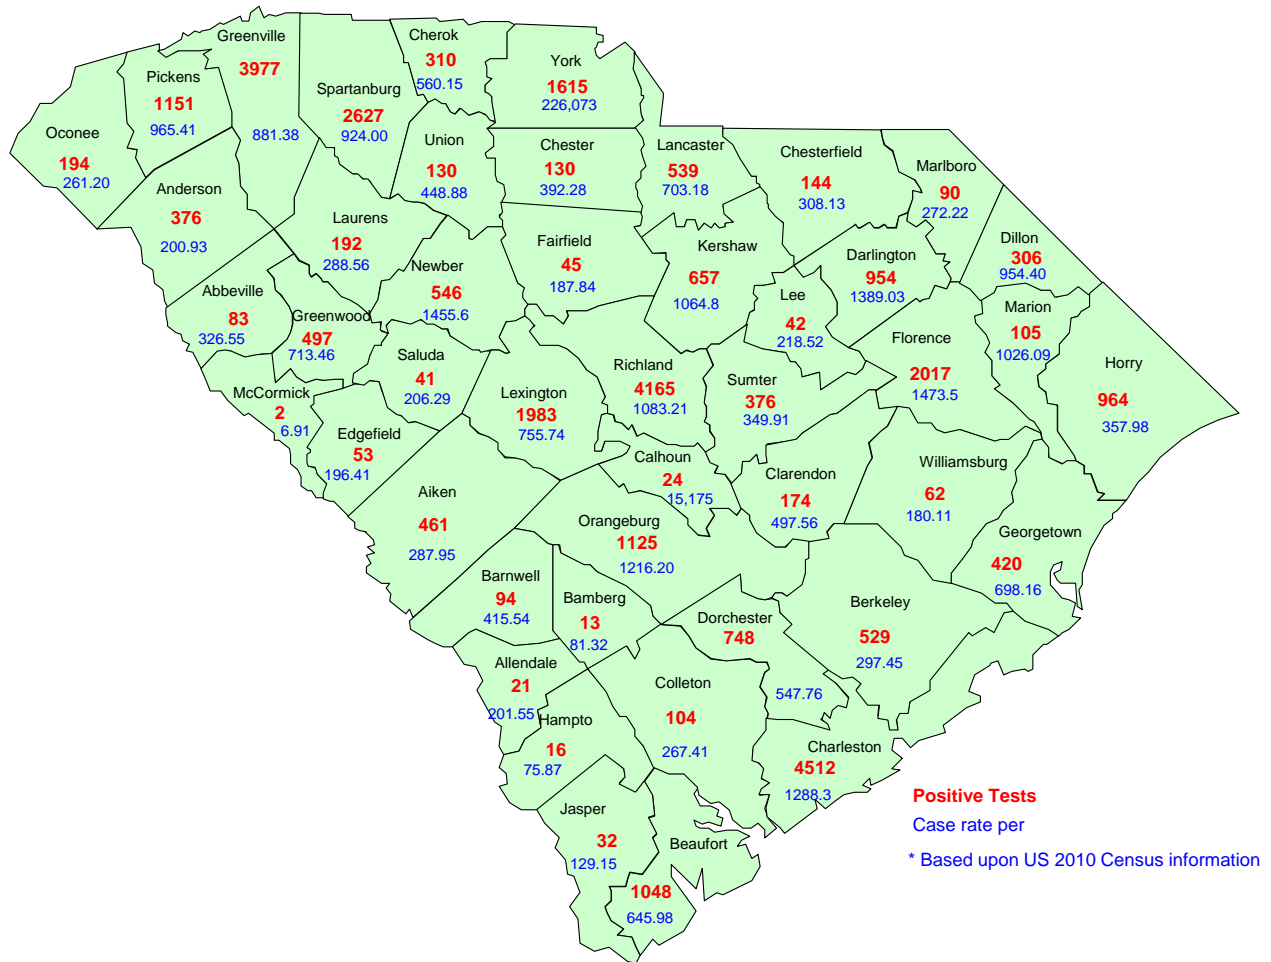 Greenville
3977
881.38
Cherok
310
560.15
York
1615
226,073
Pickens
1151
965.41
Spartanburg
2627
924.00
Oconee
194
261.20
Union
130
448.88
Chester
130
392.28
Lancaster
539
703.18
Chesterfield
144
308.13
Marlboro
90
272.22
Anderson
376
200.93
Laurens
192
288.56
Fairfield
45
187.84
Kershaw
657
1064.8
Darlington
954
1389.03
Dillon
306
954.40
Newber
546
1455.6
Abbeville
83
326.55
Greenwood
497
713.46
Lee
42
218.52
Marion
105
1026.09
Saluda
41
206.29
Florence
2017
1473.5
Horry
964
357.98
McCormick
2
6.91
Lexington
1983
755.74
Richland
4165
1083.21
Sumter
376
349.91
Edgefield
53
196.41
Calhoun
24
15,175
Clarendon
174
497.56
Williamsburg
62
180.11
Aiken
461
287.95
Orangeburg
1125
1216.20
Georgetown
420
698.16
Barnwell
94
415.54
Bamberg
13
81.32
Dorchester
748
547.76
Berkeley
529
297.45
Allendale
21
201.55
Colleton
104
267.41
Hampto
16
75.87
Charleston
4512
1288.3
Jasper
32
129.15
Beaufort
1048
645.98
Positive Tests
Case rate per
* Based upon US 2010 Census information